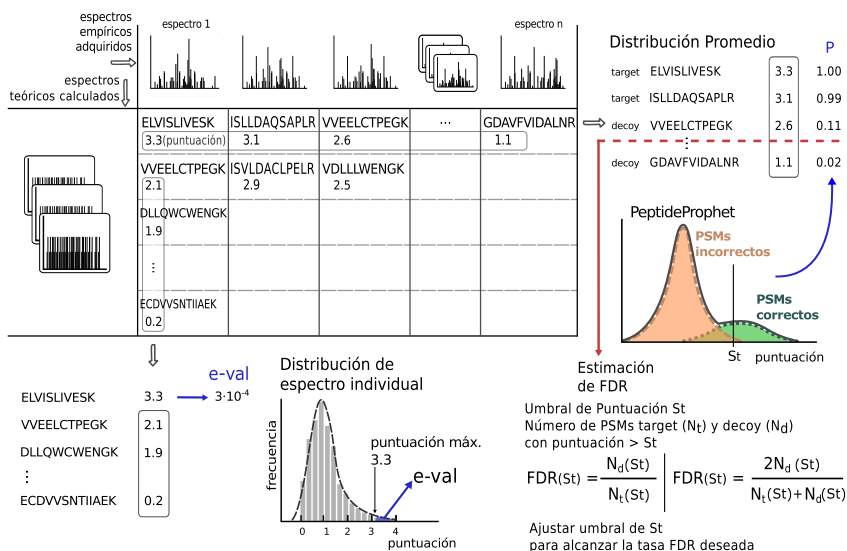 espectros
empíricos
adquiridos
espectro 1
espectro n
espectros
teóricos calculados
ELVISLIVESK
ISLLDAQSAPLR
VVEELCTPEGK
...
GDAVFVIDALNR
3.3(puntuación)
3.1
2.6
1.1
VVEELCTPEGK
ISVLDACLPELR
VDLLLWENGK
2.1
2.9
2.5
DLLQWCWENGK
1.9
⋮
ECDVVSNTIIAEK
0.2
Distribución Promedio
P
target ELVISLIVESK 3.3 1.00
target ISLLDAQSAPLR 3.1 0.99
decoy VVEELCTPEGK 2.6 0.11
⋮
decoy GDAVFVIDALNR 1.1 0.02
PeptideProphet
PSMs
incorrectos
PSMs
correctos
St
puntuación
e-val
ELVISLIVESK 3.3 3·10⁻⁴
VVEELCTPEGK 2.1
DLLQWCWENGK 1.9
⋮
ECDVVSNTIIAEK 0.2
Distribución de
espectro individual
frecuencia
puntuación máx.
3.3
e-val
0 1 2 3 4
puntuación
Estimación
de FDR
Umbral de Puntuación St
Número de PSMs target (Nt) y decoy (Nd)
con puntuación > St
FDR(St) = Nd(St) / Nt(St) | FDR(St) = 2Nd (St) / Nt(St)+Nd(St)
Ajustar umbral de St
para alcanzar la tasa FDR deseada